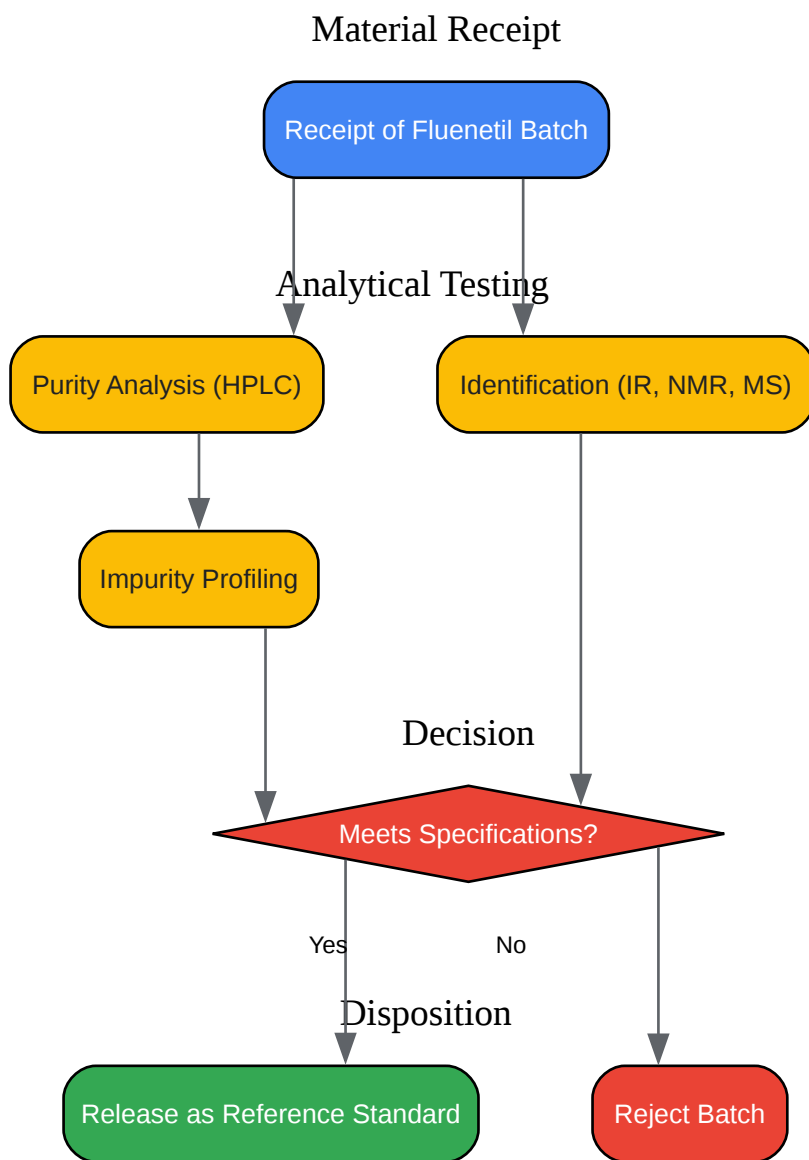 Material Receipt
Receipt of Fluenetil Batch
Analytical Testing
Purity Analysis (HPLC)
Identification (IR, NMR, MS)
Impurity Profiling
Decision
Meets Specifications?
Yes
No
Disposition
Release as Reference Standard
Reject Batch